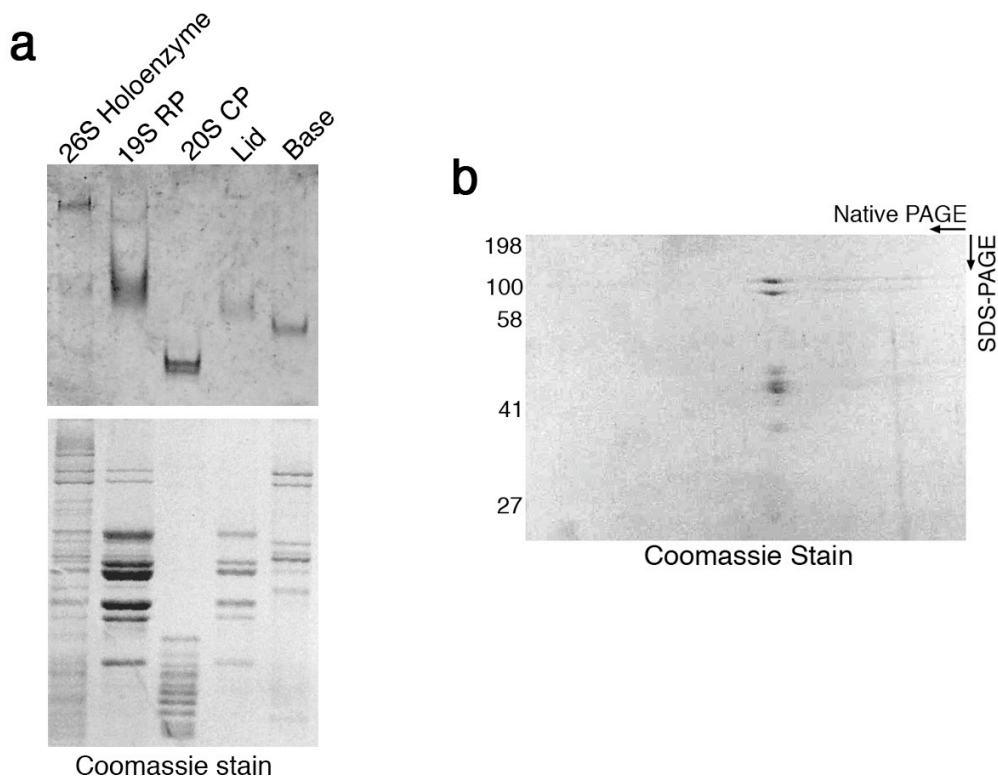 a
26S Holoenzyme
19S RP
20S CP
Lid
Base
Coomassie stain
b
Native PAGE
SDS-PAGE
198
100
58
41
27
Coomassie Stain